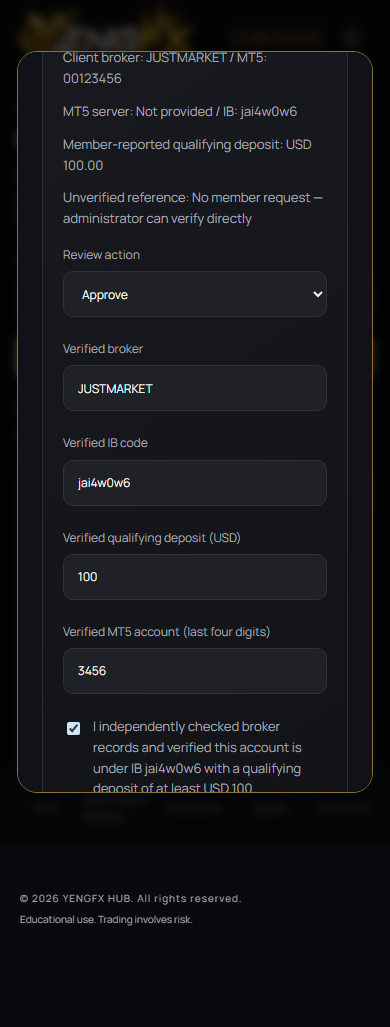 Client broker: JUSTMARKET / MT5:
00123456
MT5 server: Not provided / IB: jai4w0w6
Member-reported qualifying deposit: USD
100.00
Unverified reference: No member request —
administrator can verify directly
Review action
Approve
Verified broker
JUSTMARKET
Verified IB code
jai4w0w6
Verified qualifying deposit (USD)
100
Verified MT5 account (last four digits)
3456
I independently checked broker
records and verified this account is
under IB jai4w0w6 with a qualifying
deposit of at least USD 100.
© 2026 YENGFX HUB. All rights reserved.
Educational use. Trading involves risk.